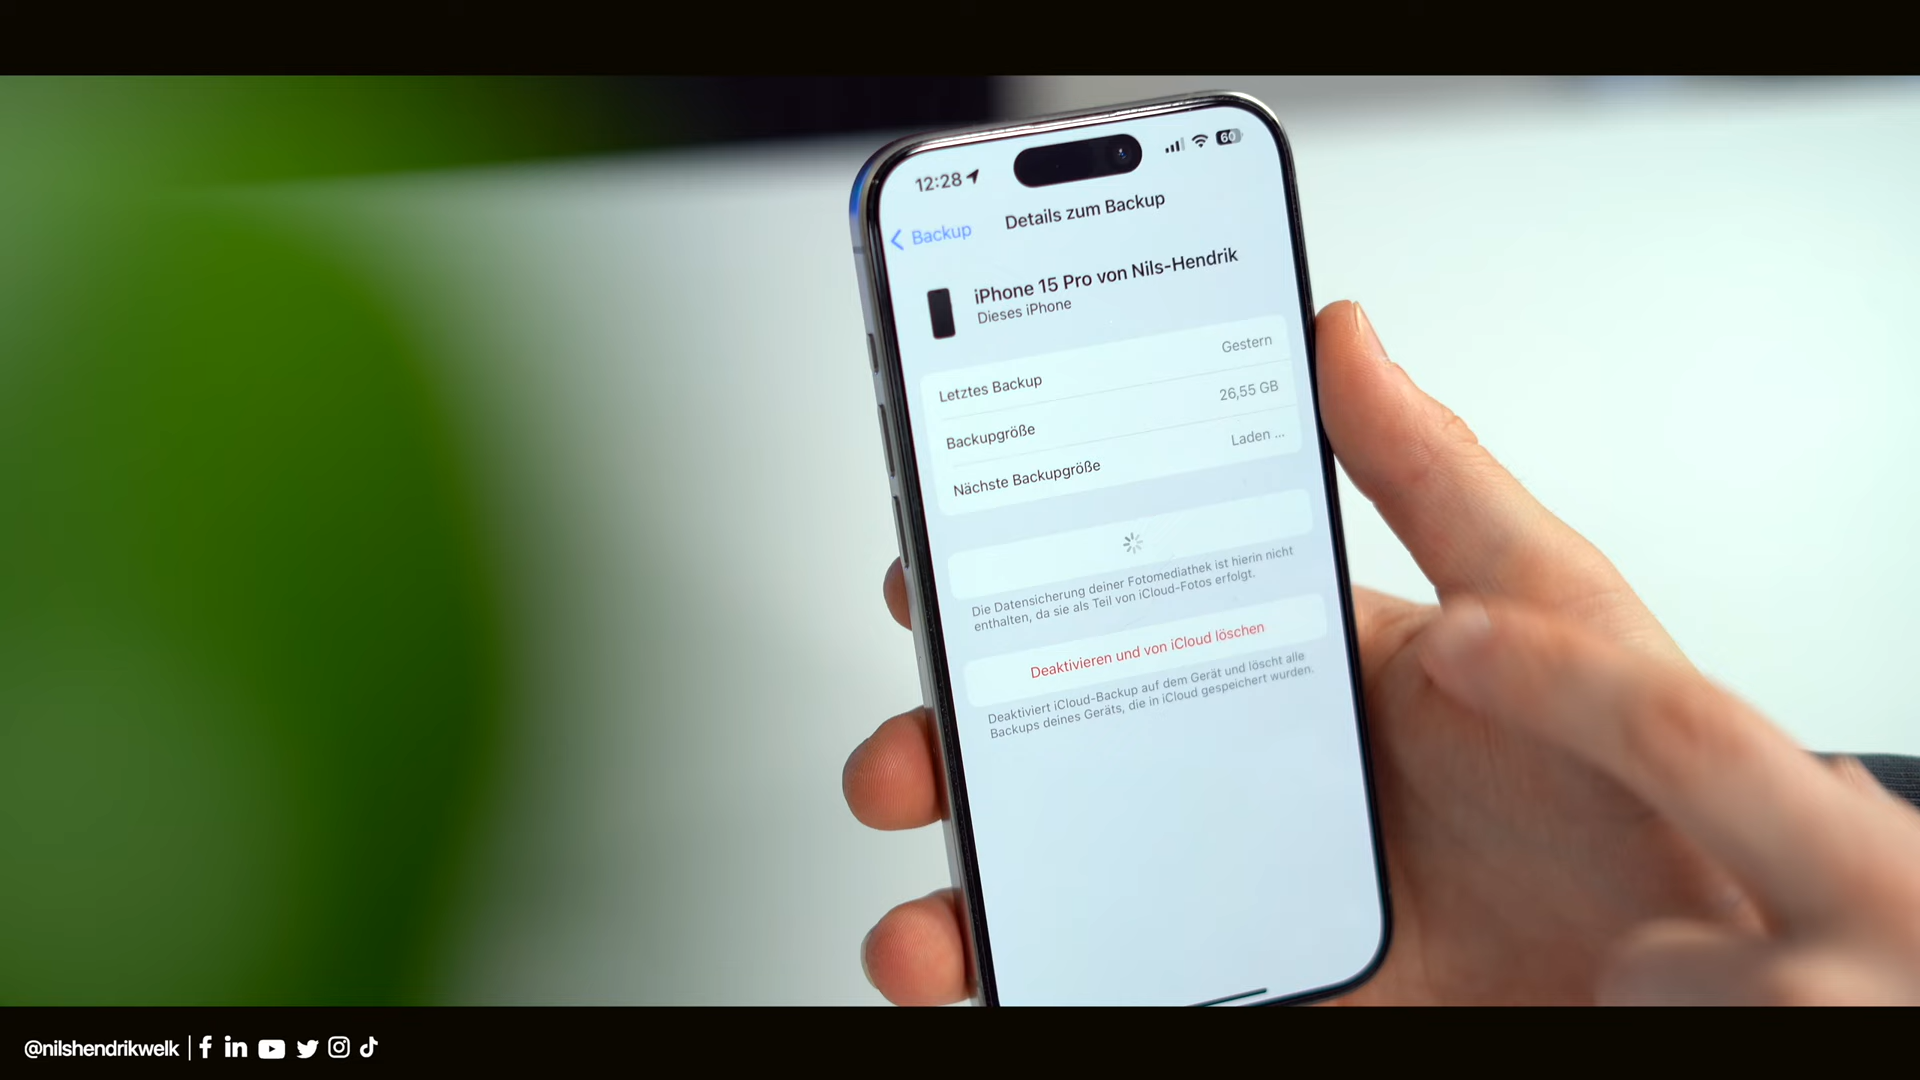 12:28
60
Backup
Details zum Backup
iPhone 15 Pro von Nils-Hendrik
Dieses iPhone
Letztes Backup
Gestern
Backupgröße
26,55 GB
Nächste Backupgröße
Laden ...
Die Datensicherung deiner Fotomediathek ist hierin nicht
enthalten, da sie als Teil von iCloud-Fotos erfolgt.
Deaktivieren und von iCloud löschen
Deaktiviert iCloud-Backup auf dem Gerät und löscht alle
Backups deines Geräts, die in iCloud gespeichert wurden.
@nilshendrikwelk